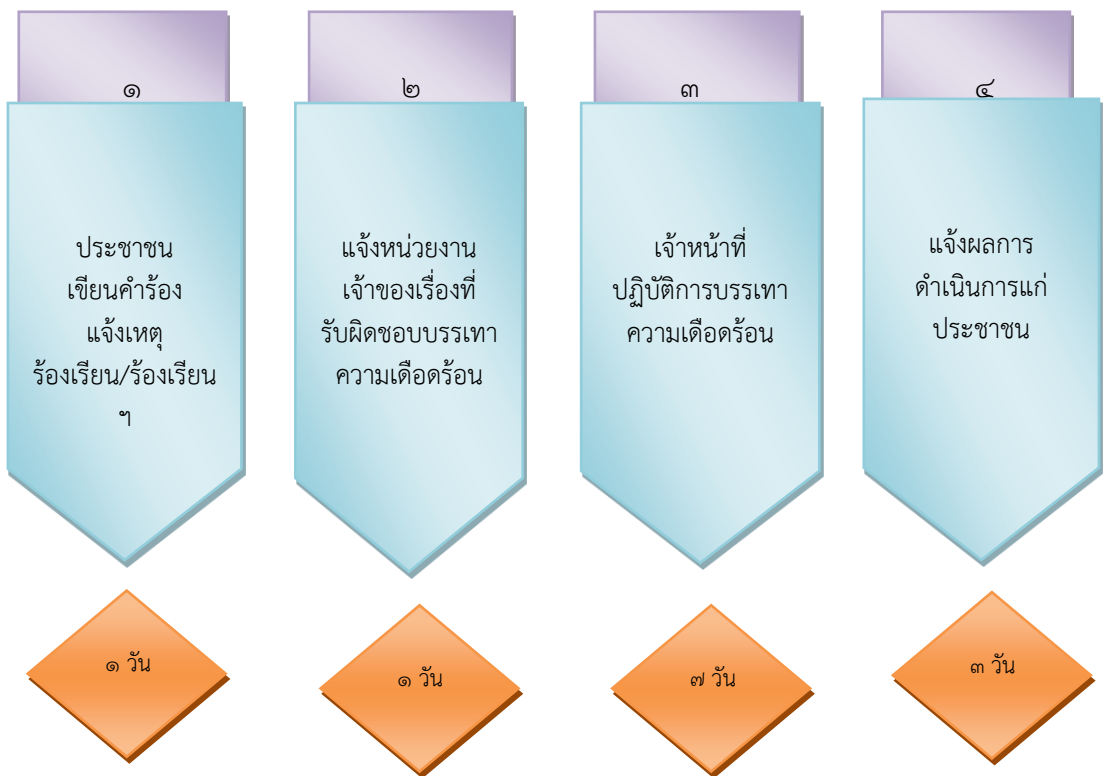 ๑
ประชาชน
เขียนคำร้อง
แจ้งเหตุ
ร้องเรียน/ร้องเรียน
ฯ
๑ วัน
๒
แจ้งหน่วยงาน
เจ้าของเรื่องที่
รับผิดชอบบรรเทา
ความเดือดร้อน
๑ วัน
๓
เจ้าหน้าที่
ปฏิบัติการบรรเทา
ความเดือดร้อน
๗ วัน
๔
แจ้งผลการ
ดำเนินการแก่
ประชาชน
๓ วัน